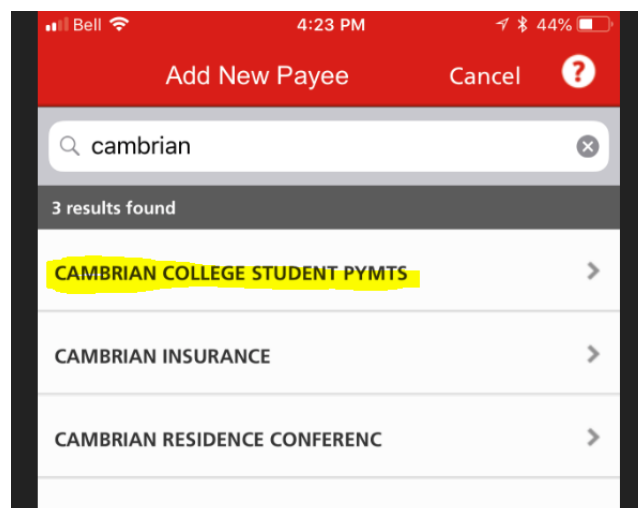 Bell 4:23 PM 44%
Add New Payee Cancel ?
cambrian
3 results found
CAMBRIAN COLLEGE STUDENT PYMTS
CAMBRIAN INSURANCE
CAMBRIAN RESIDENCE CONFERENC